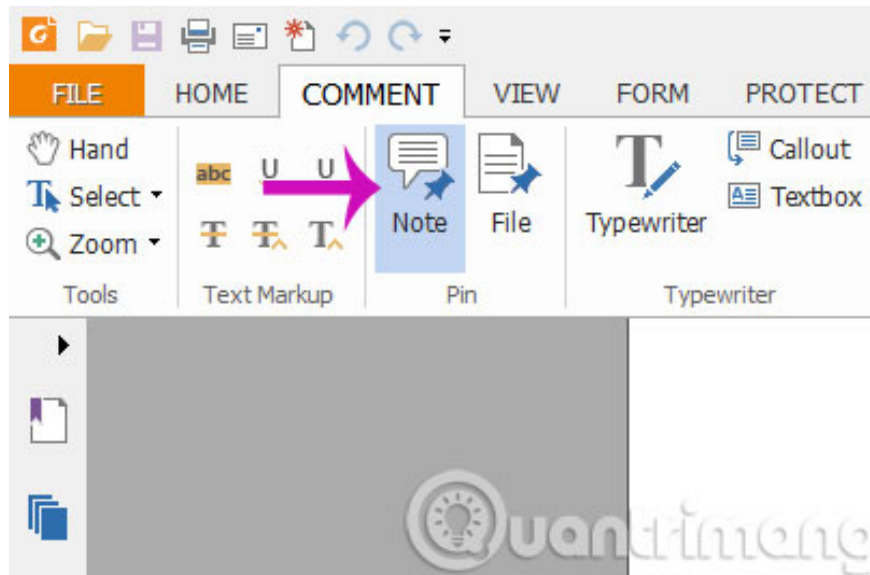 FILE HOME COMMENT VIEW FORM PROTECT
Hand
Select
Zoom
Tools
abc U U
T T T
Text Markup
Note
File
Pin
Typewriter
Callout
Textbox
Typewriter
Quantrimang